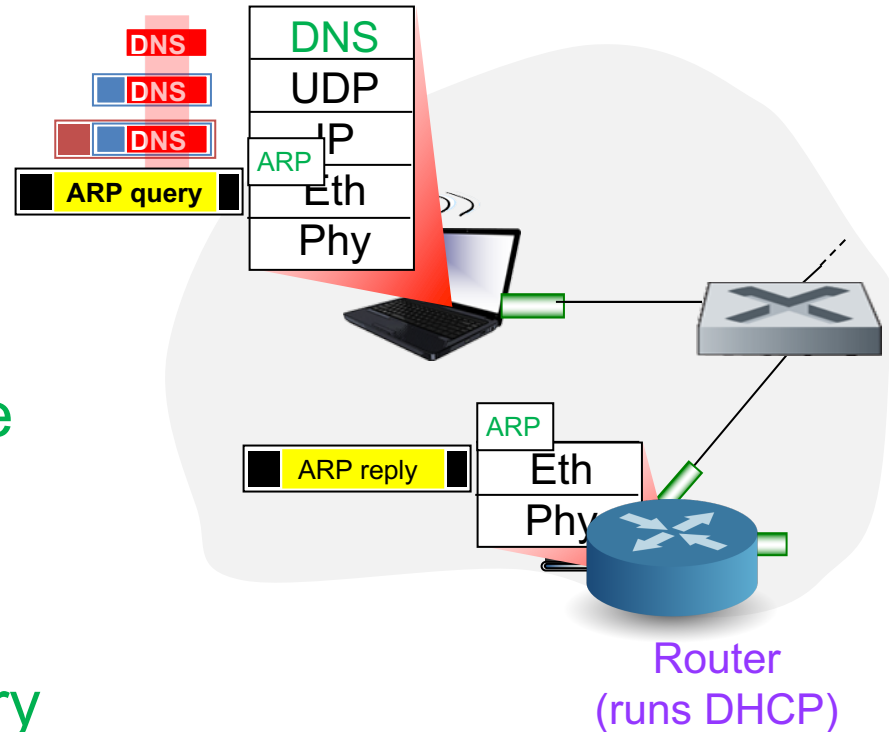 DNS
DNS
DNS
ARP query
DNS
UDP
IP
ARP
Eth
Phy
e
ARP
ARP reply
Eth
Phy
Router
(runs DHCP)
ry